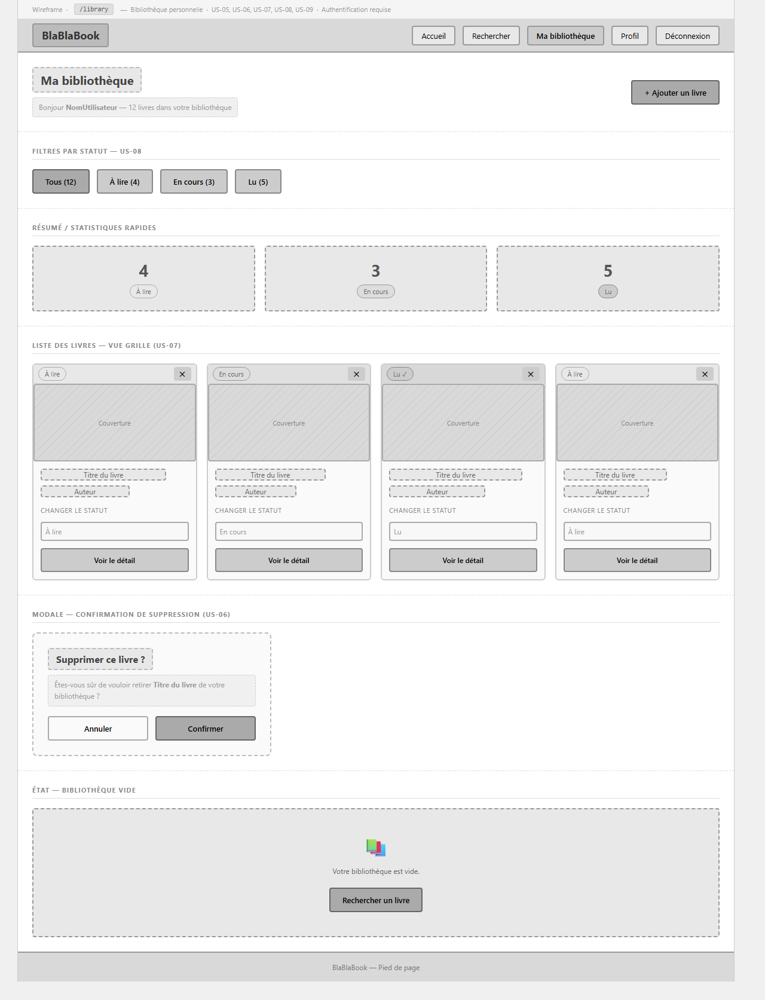 Wireframe · /library — Bibliothèque personnelle · US-05, US-06, US-07, US-08, US-09 · Authentification requise
BlaBlaBook
Accueil
Rechercher
Ma bibliothèque
Profil
Déconnexion
Ma bibliothèque
Bonjour NomUtilisateur — 12 livres dans votre bibliothèque
+ Ajouter un livre
FILTRES PAR STATUT — US-08
Tous (12)
À lire (4)
En cours (3)
Lu (5)
RÉSUMÉ / STATISTIQUES RAPIDES
4
À lire
3
En cours
5
Lu
LISTE DES LIVRES — VUE GRILLE (US-07)
À lire
✕
Couverture
Titre du livre
Auteur
CHANGER LE STATUT
À lire
Voir le détail
En cours
✕
Couverture
Titre du livre
Auteur
CHANGER LE STATUT
En cours
Voir le détail
Lu ✓
✕
Couverture
Titre du livre
Auteur
CHANGER LE STATUT
Lu
Voir le détail
À lire
✕
Couverture
Titre du livre
Auteur
CHANGER LE STATUT
À lire
Voir le détail
MODALE — CONFIRMATION DE SUPPRESSION (US-06)
Supprimer ce livre ?
Êtes-vous sûr de vouloir retirer Titre du livre de votre
bibliothèque ?
Annuler
Confirmer
ÉTAT — BIBLIOTHÈQUE VIDE
Votre bibliothèque est vide.
Rechercher un livre
BlaBlaBook — Pied de page